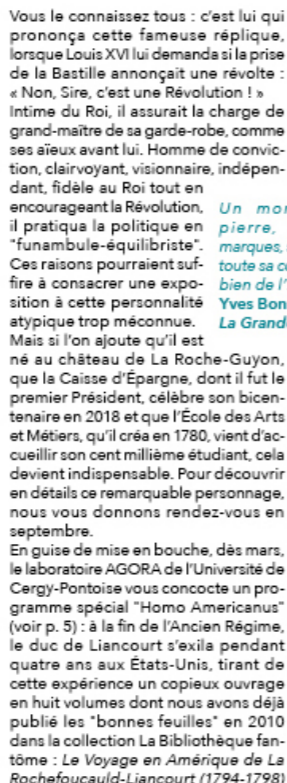 Vous le connaissez tous : c'est lui qui
prononça cette fameuse réplique,
lorsque Louis XVI lui demanda si la prise
de la Bastille annonçait une révolte :
« Non, Sire, c'est une Révolution ! »
Intime du Roi, il assurait la charge de
grand-maître de sa garde-robe, comme
ses aïeux avant lui. Homme de convic-
tion, clairvoyant, visionnaire, indépen-
dant, fidèle au Roi tout en
encourageant la Révolution,
il pratiqua la politique en
"funambule-équilibriste".
Ces raisons pourraient suf-
fire à consacrer une expo-
sition à cette personnalité
atypique trop méconnue.
Mais si l'on ajoute qu'il est
né au château de La Roche-Guyon,
que la Caisse d'Épargne, dont il fut le
premier Président, célèbre son bicen-
tenaire en 2018 et que l'École des Arts
et Métiers, qu'il créa en 1780, vient d'ac-
cueillir son cent millième étudiant, cela
devient indispensable. Pour découvrir
en détails ce remarquable personnage,
nous vous donnons rendez-vous en
septembre.
En guise de mise en bouche, dès mars,
le laboratoire AGORA de l'Université de
Cergy-Pontoise vous concocte un pro-
gramme spécial "Homo Americanus"
(voir p. 5) : à la fin de l'Ancien Régime,
le duc de Liancourt s'exila pendant
quatre ans aux États-Unis, tirant de
cette expérience un copieux ouvrage
en huit volumes dont nous avons déjà
publié les "bonnes feuilles" en 2010
dans la collection La Bibliothèque fan-
tôme : Le Voyage en Amérique de La
Rochefoucauld-Liancourt (1794-1798)
Un mo
pierre,
marques,
toute sa c
bien de l'
Yves Bon
La Grand